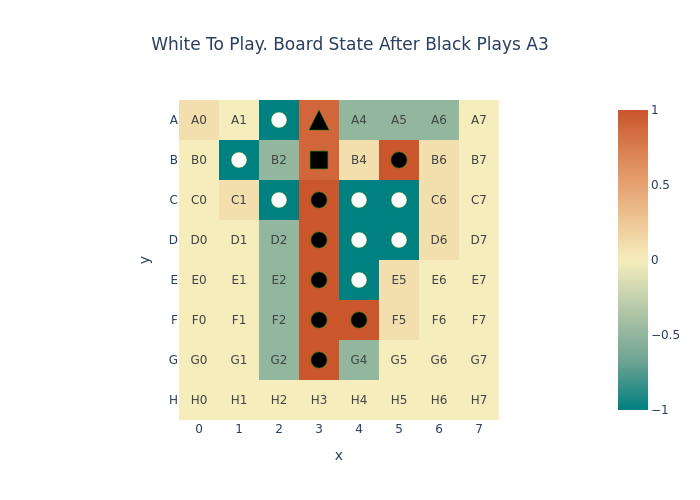 White To Play. Board State After Black Plays A3
A A0 A1 A4 A5 A6 A7 1
B B0 B2 B4 B6 B7
C C0 C1 C6 C7 0.5
D D0 D1 D2 D6 D7
y 0
E E0 E1 E2 E5 E6 E7
F F0 F1 F2 F5 F6 F7 −0.5
G G0 G1 G2 G4 G5 G6 G7
H H0 H1 H2 H3 H4 H5 H6 H7 −1
0 1 2 3 4 5 6 7
x